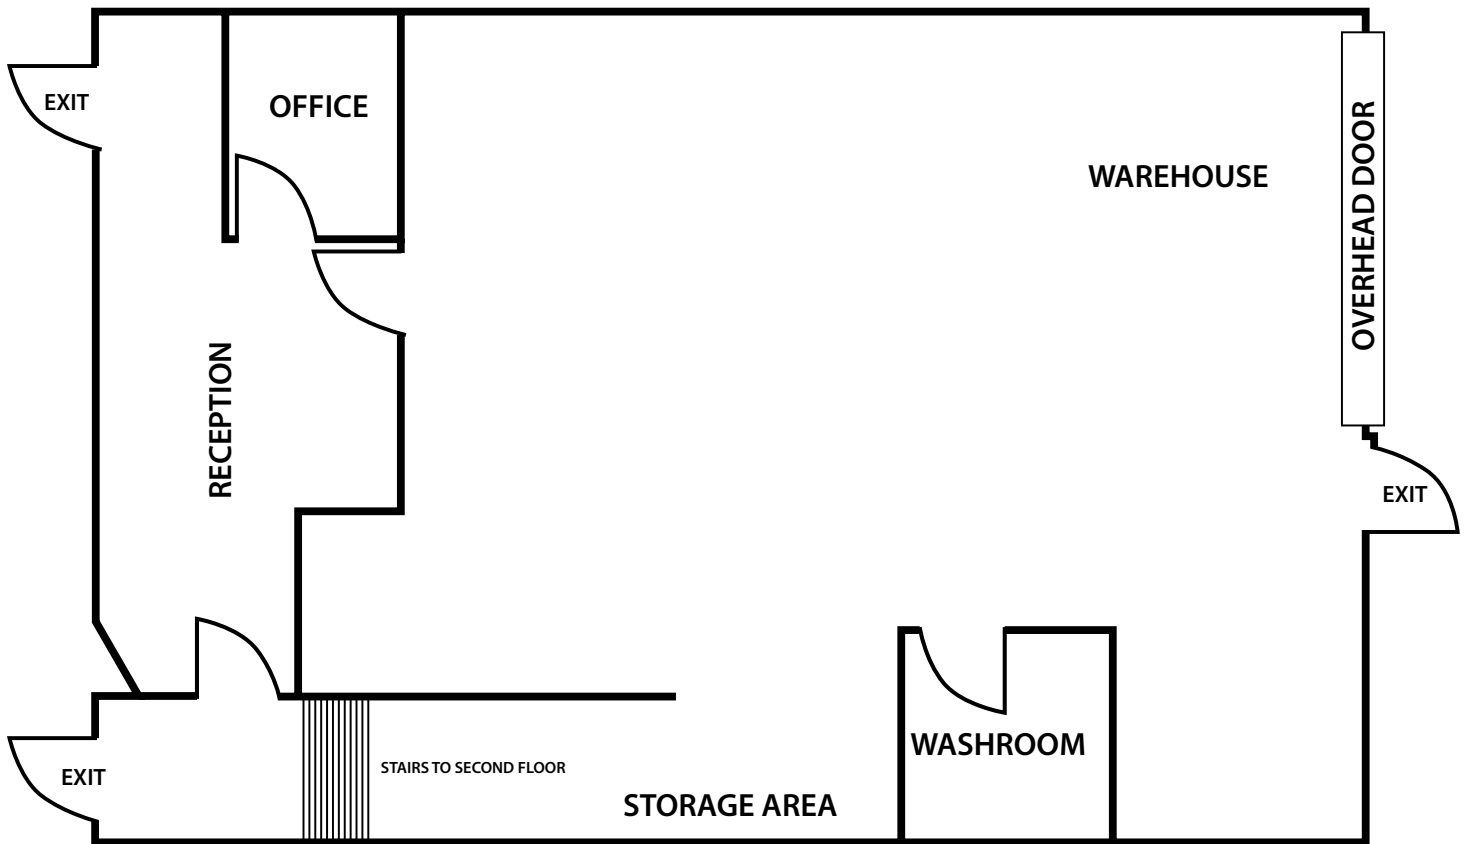 EXIT
OFFICE
WAREHOUSE
OVERHEAD DOOR
RECEPTION
EXIT
WASHROOM
STAIRS TO SECOND FLOOR
EXIT
STORAGE AREA